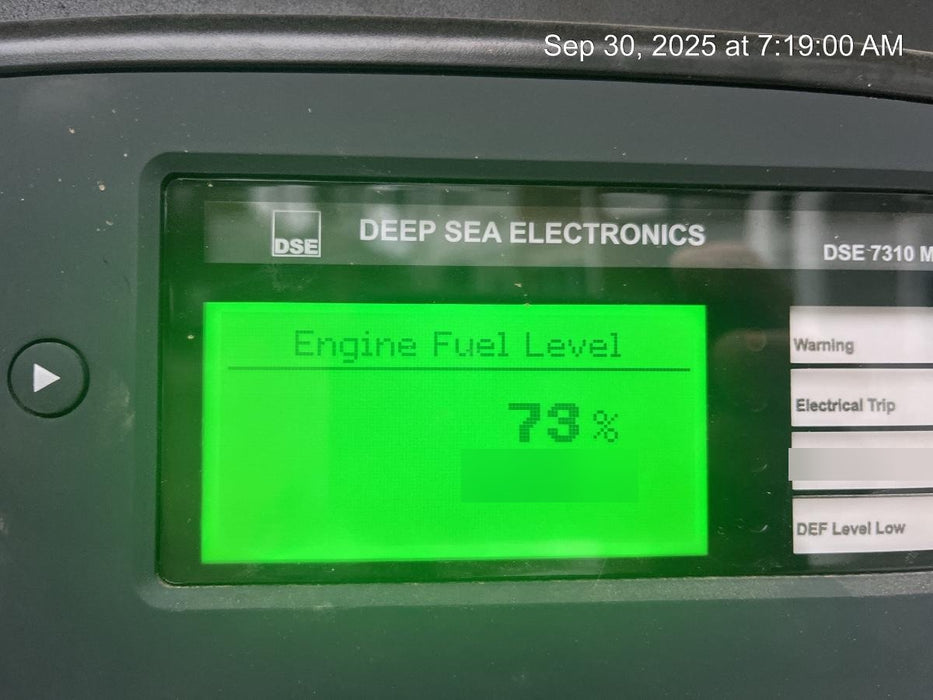 Sep 30, 2025 at 7:19:00 AM
DSE
DEEP SEA ELECTRONICS
DSE 7310 M
Engine Fuel Level
73 %
Warning
Electrical Trip
DEF Level Low